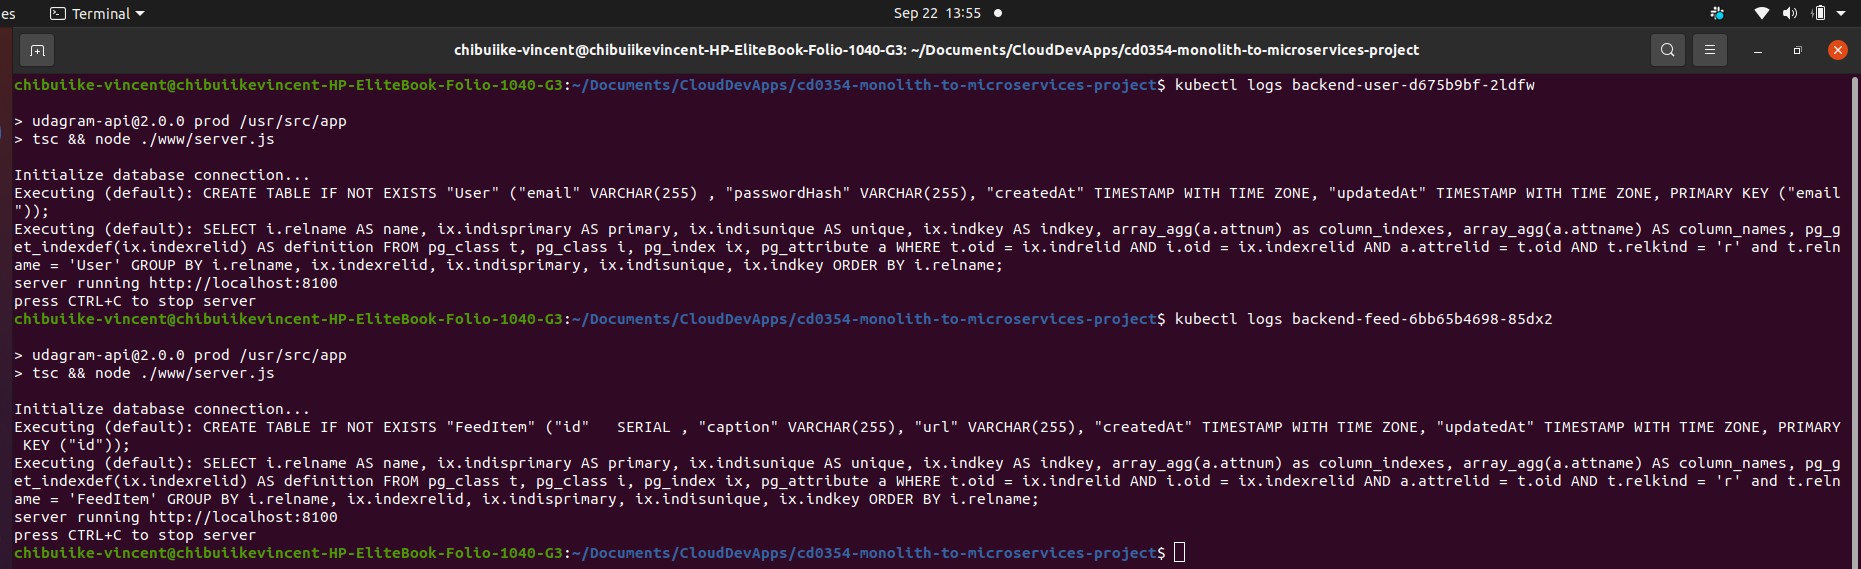 es Terminal Sep 22 13:55
chibuiike-vincent@chibuiikevincent-HP-EliteBook-Folio-1040-G3: ~/Documents/CloudDevApps/cd0354-monolith-to-microservices-project
chibuiike-vincent@chibuiikevincent-HP-EliteBook-Folio-1040-G3:~/Documents/CloudDevApps/cd0354-monolith-to-microservices-project$ kubectl logs backend-user-d675b9bf-2ldfw
> udagram-api@2.0.0 prod /usr/src/app
> tsc && node ./www/server.js
Initialize database connection...
Executing (default): CREATE TABLE IF NOT EXISTS "User" ("email" VARCHAR(255) , "passwordHash" VARCHAR(255), "createdAt" TIMESTAMP WITH TIME ZONE, "updatedAt" TIMESTAMP WITH TIME ZONE, PRIMARY KEY ("email
"));
Executing (default): SELECT i.relname AS name, ix.indisprimary AS primary, ix.indisunique AS unique, ix.indkey AS indkey, array_agg(a.attnum) as column_indexes, array_agg(a.attname) AS column_names, pg_g
et_indexdef(ix.indexrelid) AS definition FROM pg_class t, pg_class i, pg_index ix, pg_attribute a WHERE t.oid = ix.indrelid AND i.oid = ix.indexrelid AND a.attrelid = t.oid AND t.relkind = 'r' and t.reln
ame = 'User' GROUP BY i.relname, ix.indexrelid, ix.indisprimary, ix.indisunique, ix.indkey ORDER BY i.relname;
server running http://localhost:8100
press CTRL+C to stop server
chibuiike-vincent@chibuiikevincent-HP-EliteBook-Folio-1040-G3:~/Documents/CloudDevApps/cd0354-monolith-to-microservices-project$ kubectl logs backend-feed-6bb65b4698-85dx2
> udagram-api@2.0.0 prod /usr/src/app
> tsc && node ./www/server.js
Initialize database connection...
Executing (default): CREATE TABLE IF NOT EXISTS "FeedItem" ("id"   SERIAL , "caption" VARCHAR(255), "url" VARCHAR(255), "createdAt" TIMESTAMP WITH TIME ZONE, "updatedAt" TIMESTAMP WITH TIME ZONE, PRIMARY
 KEY ("id"));
Executing (default): SELECT i.relname AS name, ix.indisprimary AS primary, ix.indisunique AS unique, ix.indkey AS indkey, array_agg(a.attnum) as column_indexes, array_agg(a.attname) AS column_names, pg_g
et_indexdef(ix.indexrelid) AS definition FROM pg_class t, pg_class i, pg_index ix, pg_attribute a WHERE t.oid = ix.indrelid AND i.oid = ix.indexrelid AND a.attrelid = t.oid AND t.relkind = 'r' and t.reln
ame = 'FeedItem' GROUP BY i.relname, ix.indexrelid, ix.indisprimary, ix.indisunique, ix.indkey ORDER BY i.relname;
server running http://localhost:8100
press CTRL+C to stop server
chibuiike-vincent@chibuiikevincent-HP-EliteBook-Folio-1040-G3:~/Documents/CloudDevApps/cd0354-monolith-to-microservices-project$